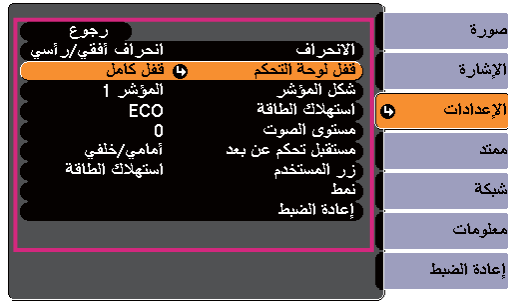 صورة
الإشارة
الإعدادات
ممتد
شبكة
معلومات
إعادة الضبط
رجوع
الانحراف انحراف أفقي/رأسي
قفل لوحة التحكم قفل كامل
شكل المؤشر المؤشر 1
استهلاك الطاقة ECO
مستوى الصوت 0
مستقبل تحكم عن بعد أمامي/خلفي
زر المستخدم استهلاك الطاقة
نمط
إعادة الضبط